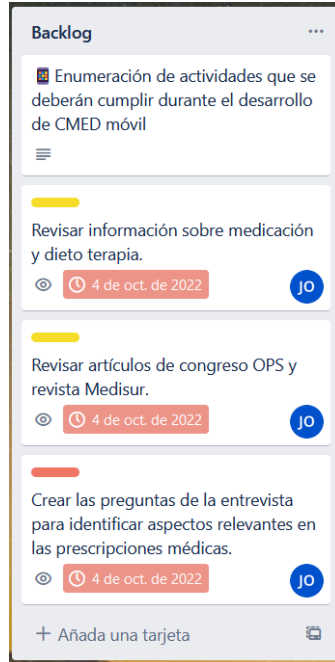 Backlog
Enumeración de actividades que se
deberán cumplir durante el desarrollo
de CMED móvil
Revisar información sobre medicación
y dieto terapia.
4 de oct. de 2022
JO
Revisar artículos de congreso OPS y
revista Medisur.
4 de oct. de 2022
JO
Crear las preguntas de la entrevista
para identificar aspectos relevantes en
las prescripciones médicas.
4 de oct. de 2022
JO
Añada una tarjeta